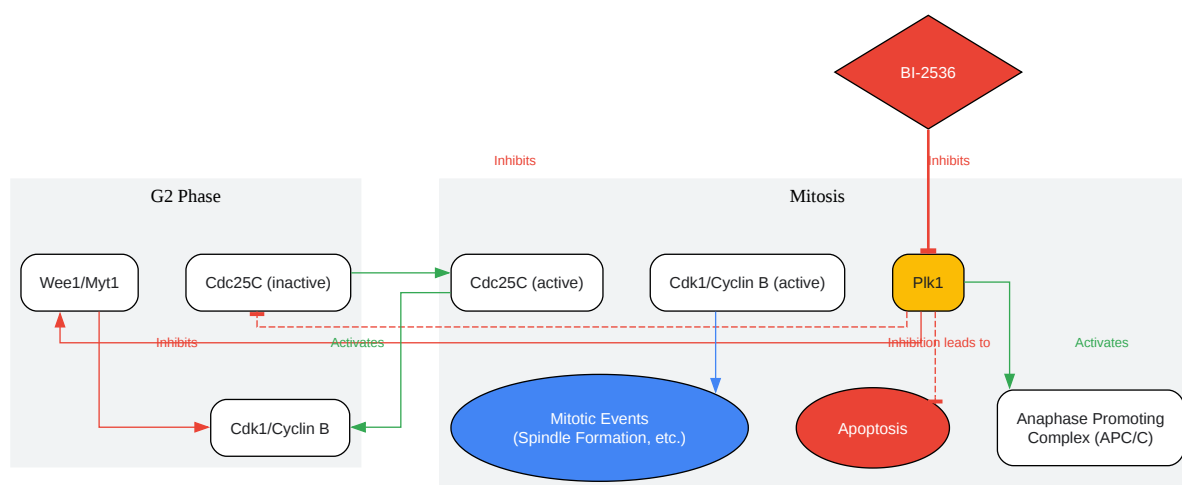 BI-2536
Inhibits
Inhibits
G2 Phase
Mitosis
Wee1/Myt1
Cdc25C (inactive)
Cdc25C (active)
Cdk1/Cyclin B (active)
Plk1
Inhibits
Activates
Inhibition leads to
Activates
Cdk1/Cyclin B
Mitotic Events
(Spindle Formation, etc.)
Apoptosis
Anaphase Promoting
Complex (APC/C)